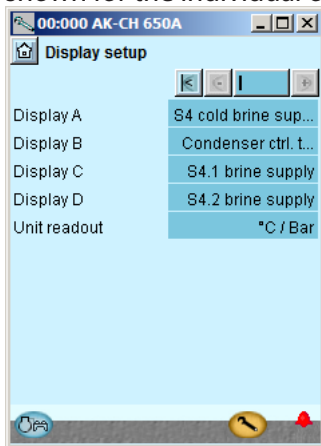 00:000 AK-CH 650A
Display setup
Display A S4 cold brine sup...
Display B Condenser ctrl. t...
Display C S4.1 brine supply
Display D S4.2 brine supply
Unit readout °C / Bar